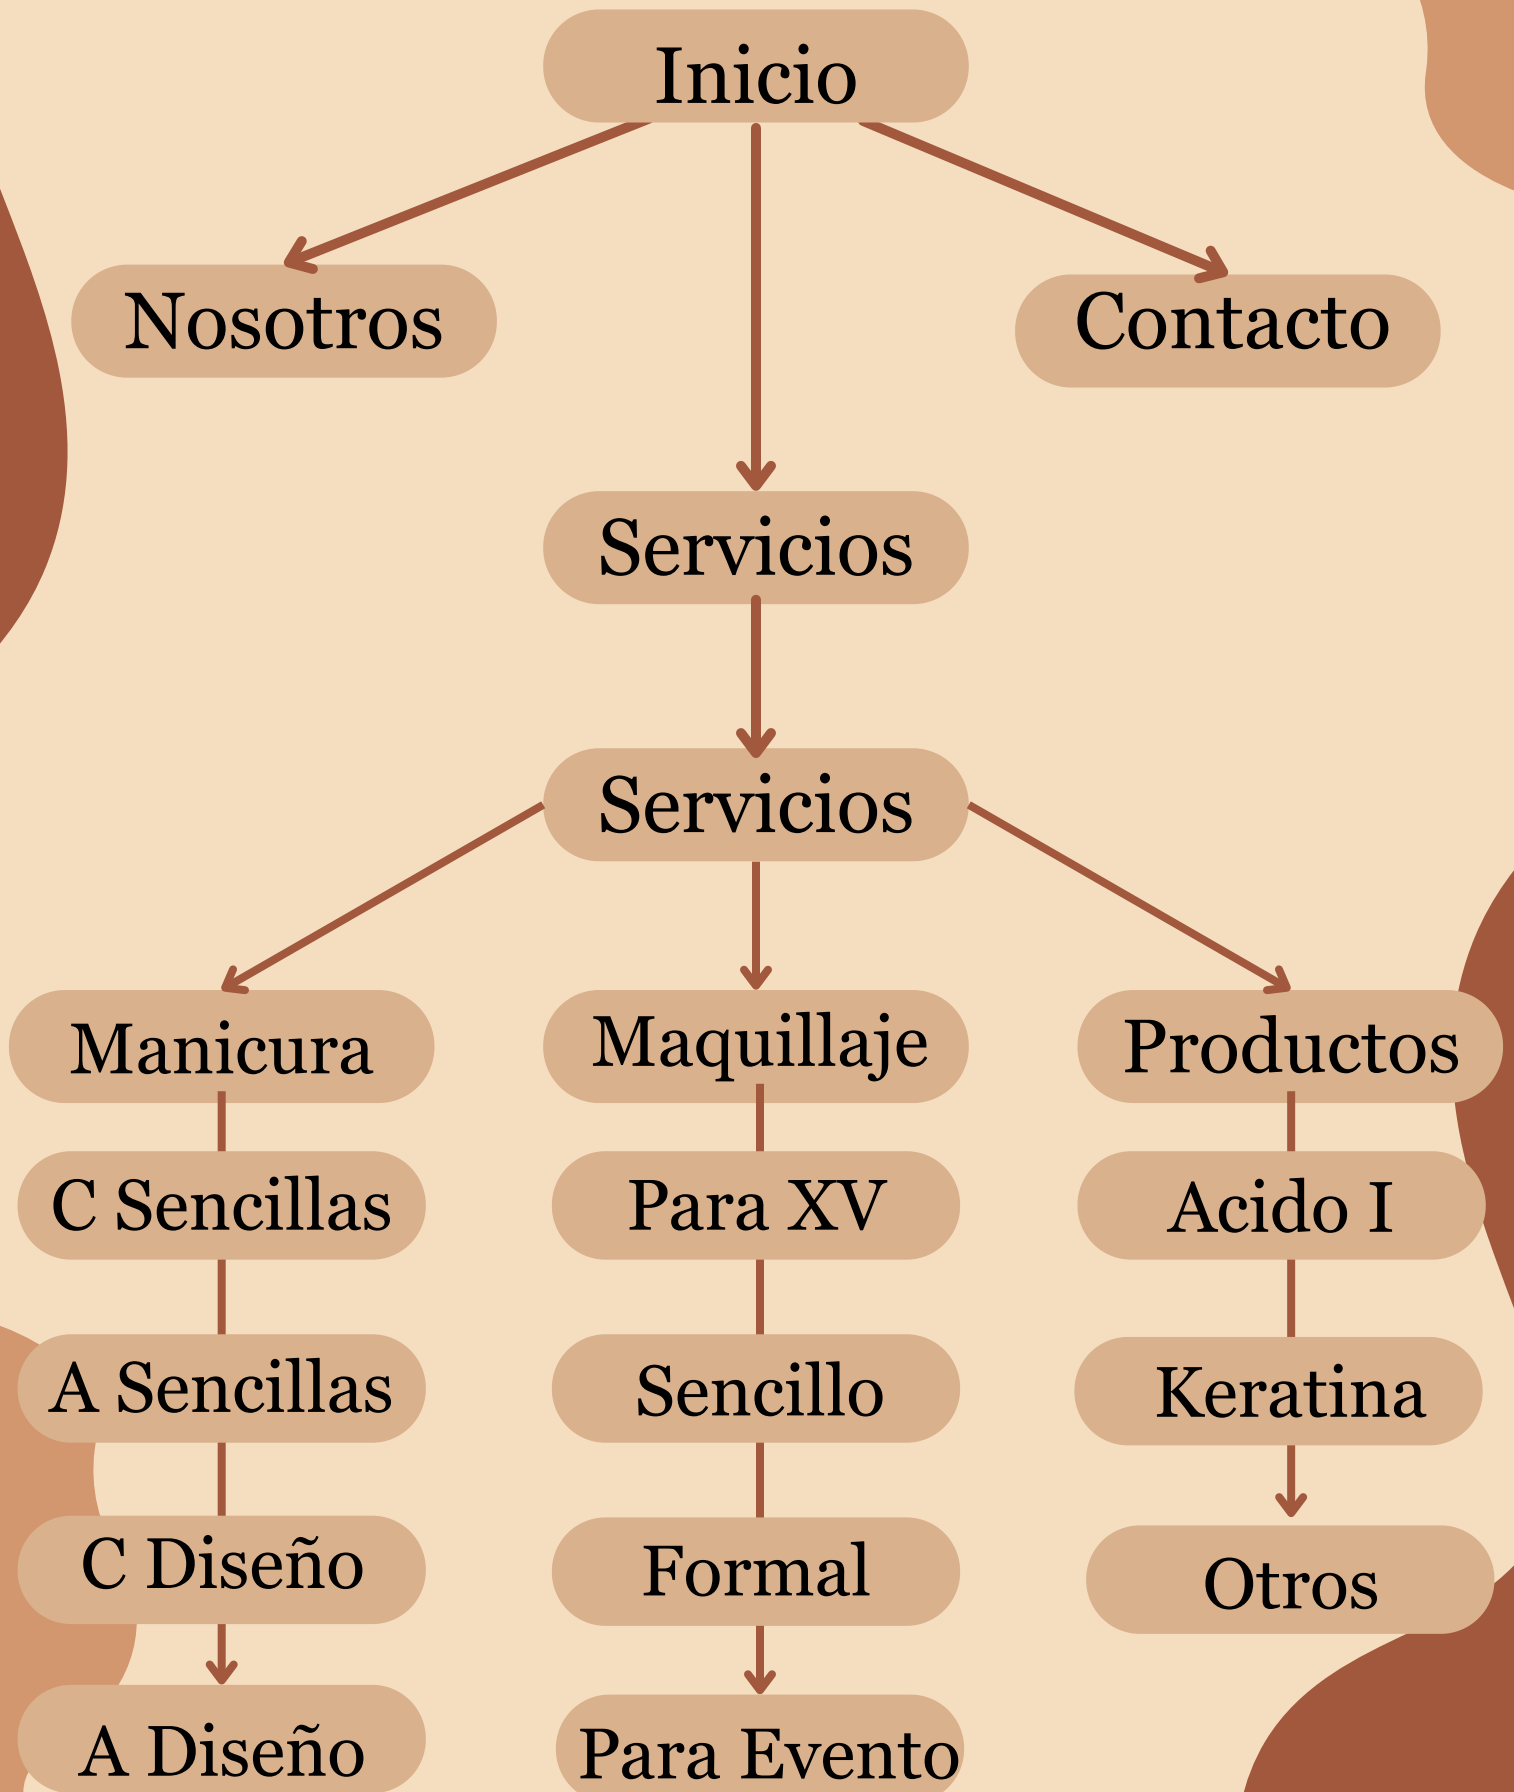 Inicio
Nosotros
Contacto
Servicios
Servicios
Manicura
Maquillaje
Productos
C Sencillas
Para XV
Acido I
A Sencillas
Sencillo
Keratina
C Diseño
Formal
Otros
A Diseño
Para Evento